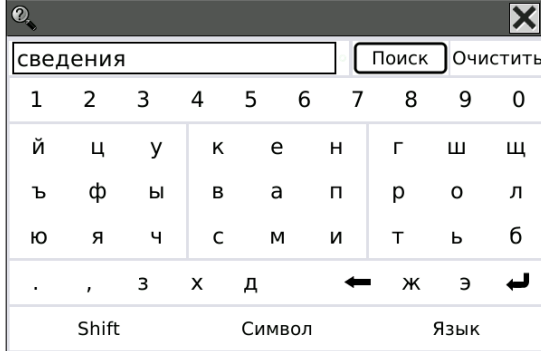 сведения Поиск Очистить
1 2 3 4 5 6 7 8 9 0
й ц у к е н г ш щ
ъ ф ы в а п р о л
ю я ч с м и т ь б
. , з х д ж э
Shift Символ Язык